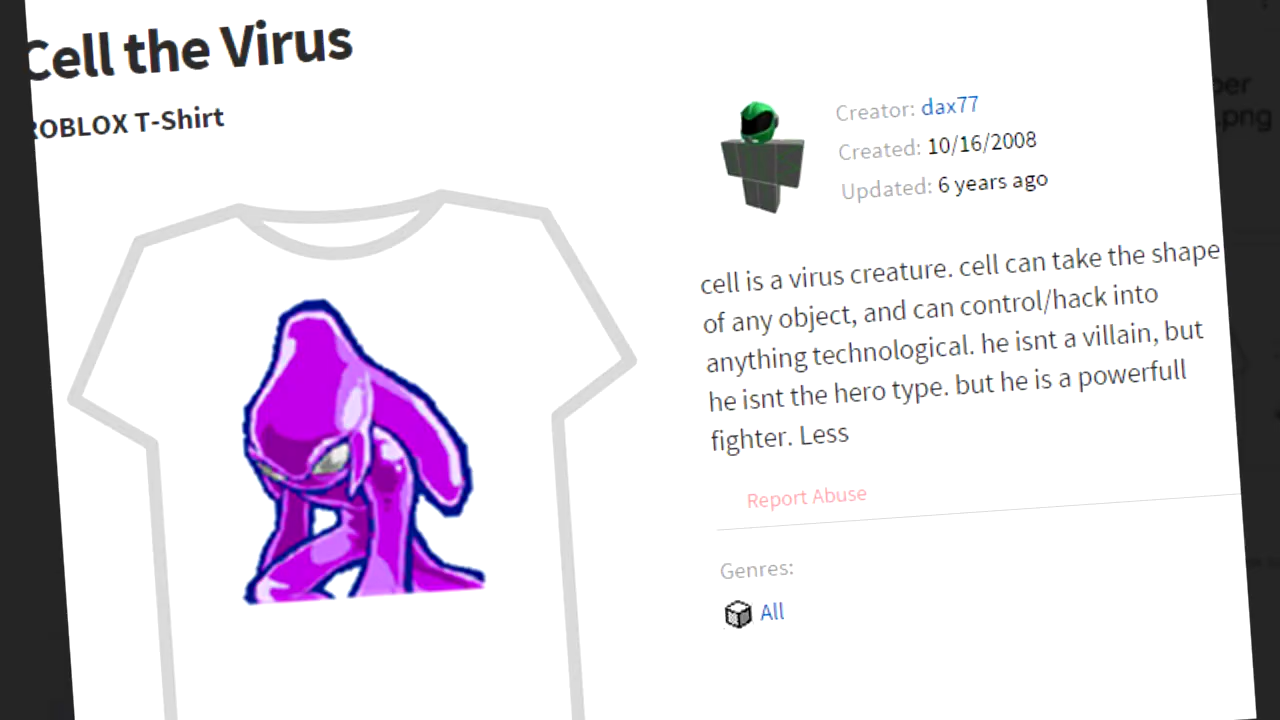 Cell the Virus
ROBLOX T-Shirt
Creator: dax77
Created: 10/16/2008
Updated: 6 years ago
cell is a virus creature. cell can take the shape
of any object, and can control/hack into
anything technological. he isnt a villain, but
he isnt the hero type. but he is a powerfull
fighter. Less
Report Abuse
Genres:
All
per
.png